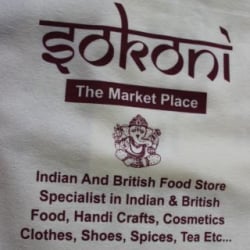 sokoni
The Market Place
Indian And British Food Store
Specialist in Indian & British
Food, Handi Crafts, Cosmetics
Clothes, Shoes, Spices, Tea Etc...